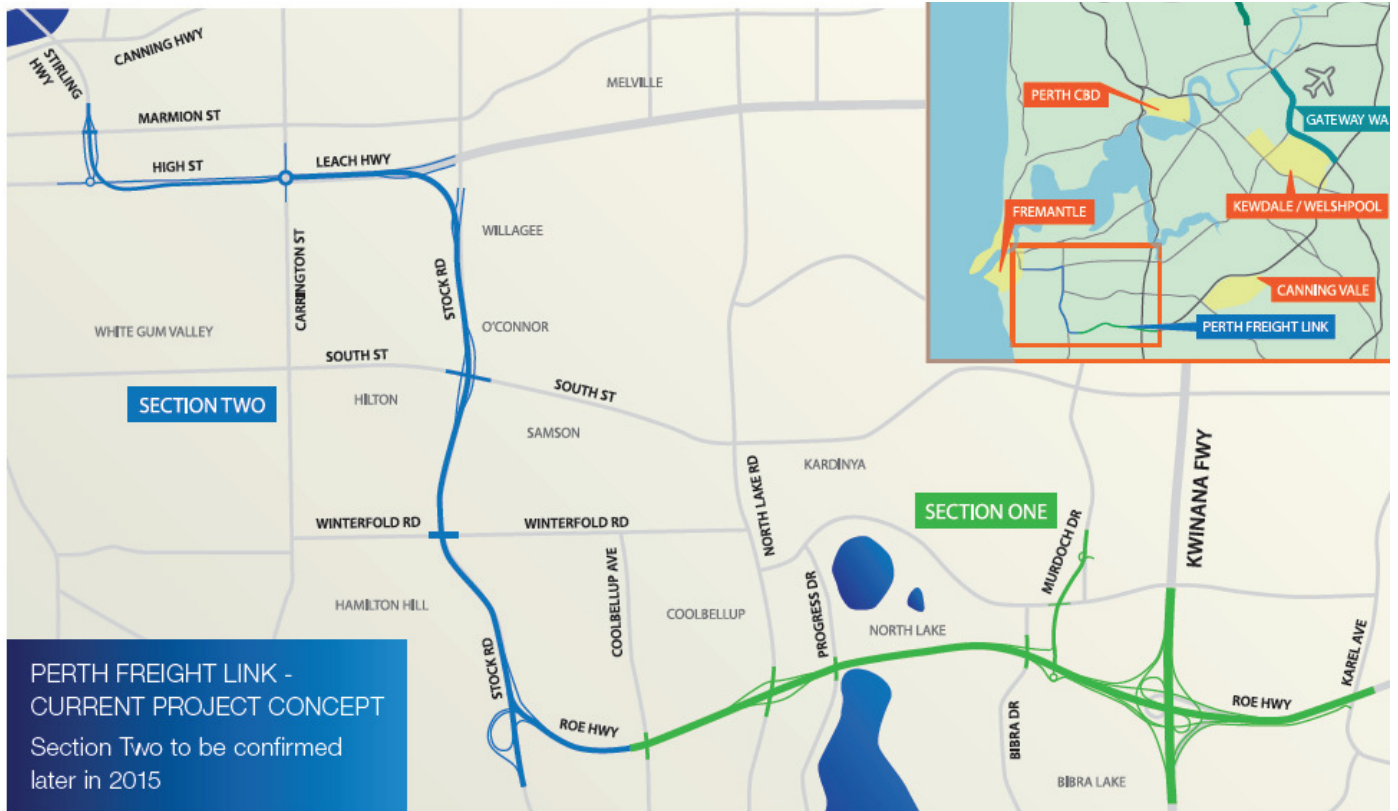 STIRLING
HWY
CANNING HWY
MELVILLE
MARMION ST
HIGH ST
LEACH HWY
WILLAGEE
CARRINGTON ST
STOCK RD
WHITE GUM VALLEY
O'CONNOR
SOUTH ST
SECTION TWO
HILTON
SOUTH ST
SAMSON
NORTH LAKE RD
KARDINYA
SECTION ONE
MURDOCH DR
KWINANA FWY
WINTERFOLD RD
WINTERFOLD RD
COOLBELLUP AVE
PROGRESS DR
HAMILTON HILL
COOLBELLUP
NORTH LAKE
KAREL AVE
STOCK RD
ROE HWY
BIBRA DR
ROE HWY
BIBRA LAKE
PERTH FREIGHT LINK -
CURRENT PROJECT CONCEPT
Section Two to be confirmed
later in 2015
PERTH CBD
GATEWAY WA
KEWDALE / WELSHPOOL
FREMANTLE
CANNING VALE
PERTH FREIGHT LINK